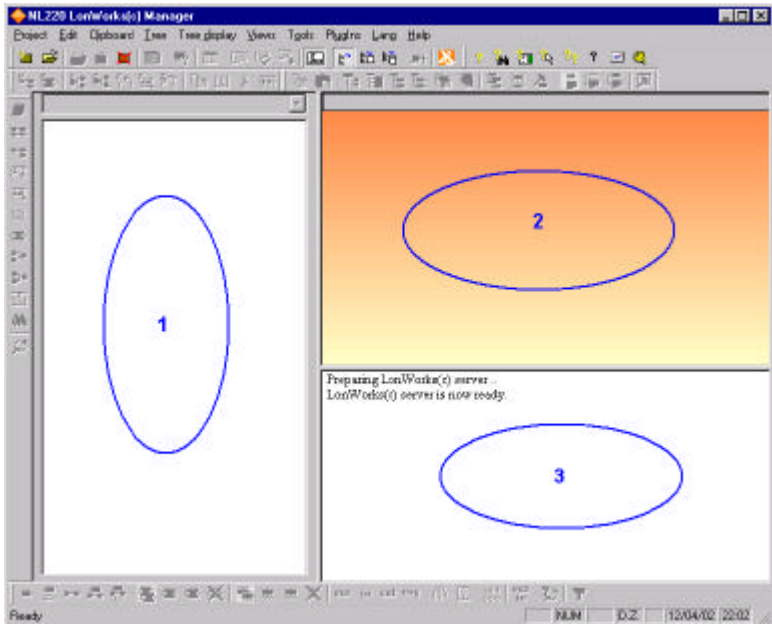 NL220 LonWorks(c) Manager
Project Edit Clipboard Tree Tree display Views Tools PlugIns Lang Help
1
2
Preparing LonWorks(c) server ..
LonWorks(c) server is now ready.
3
Ready NUM D.Z. 12/04/02 22:02